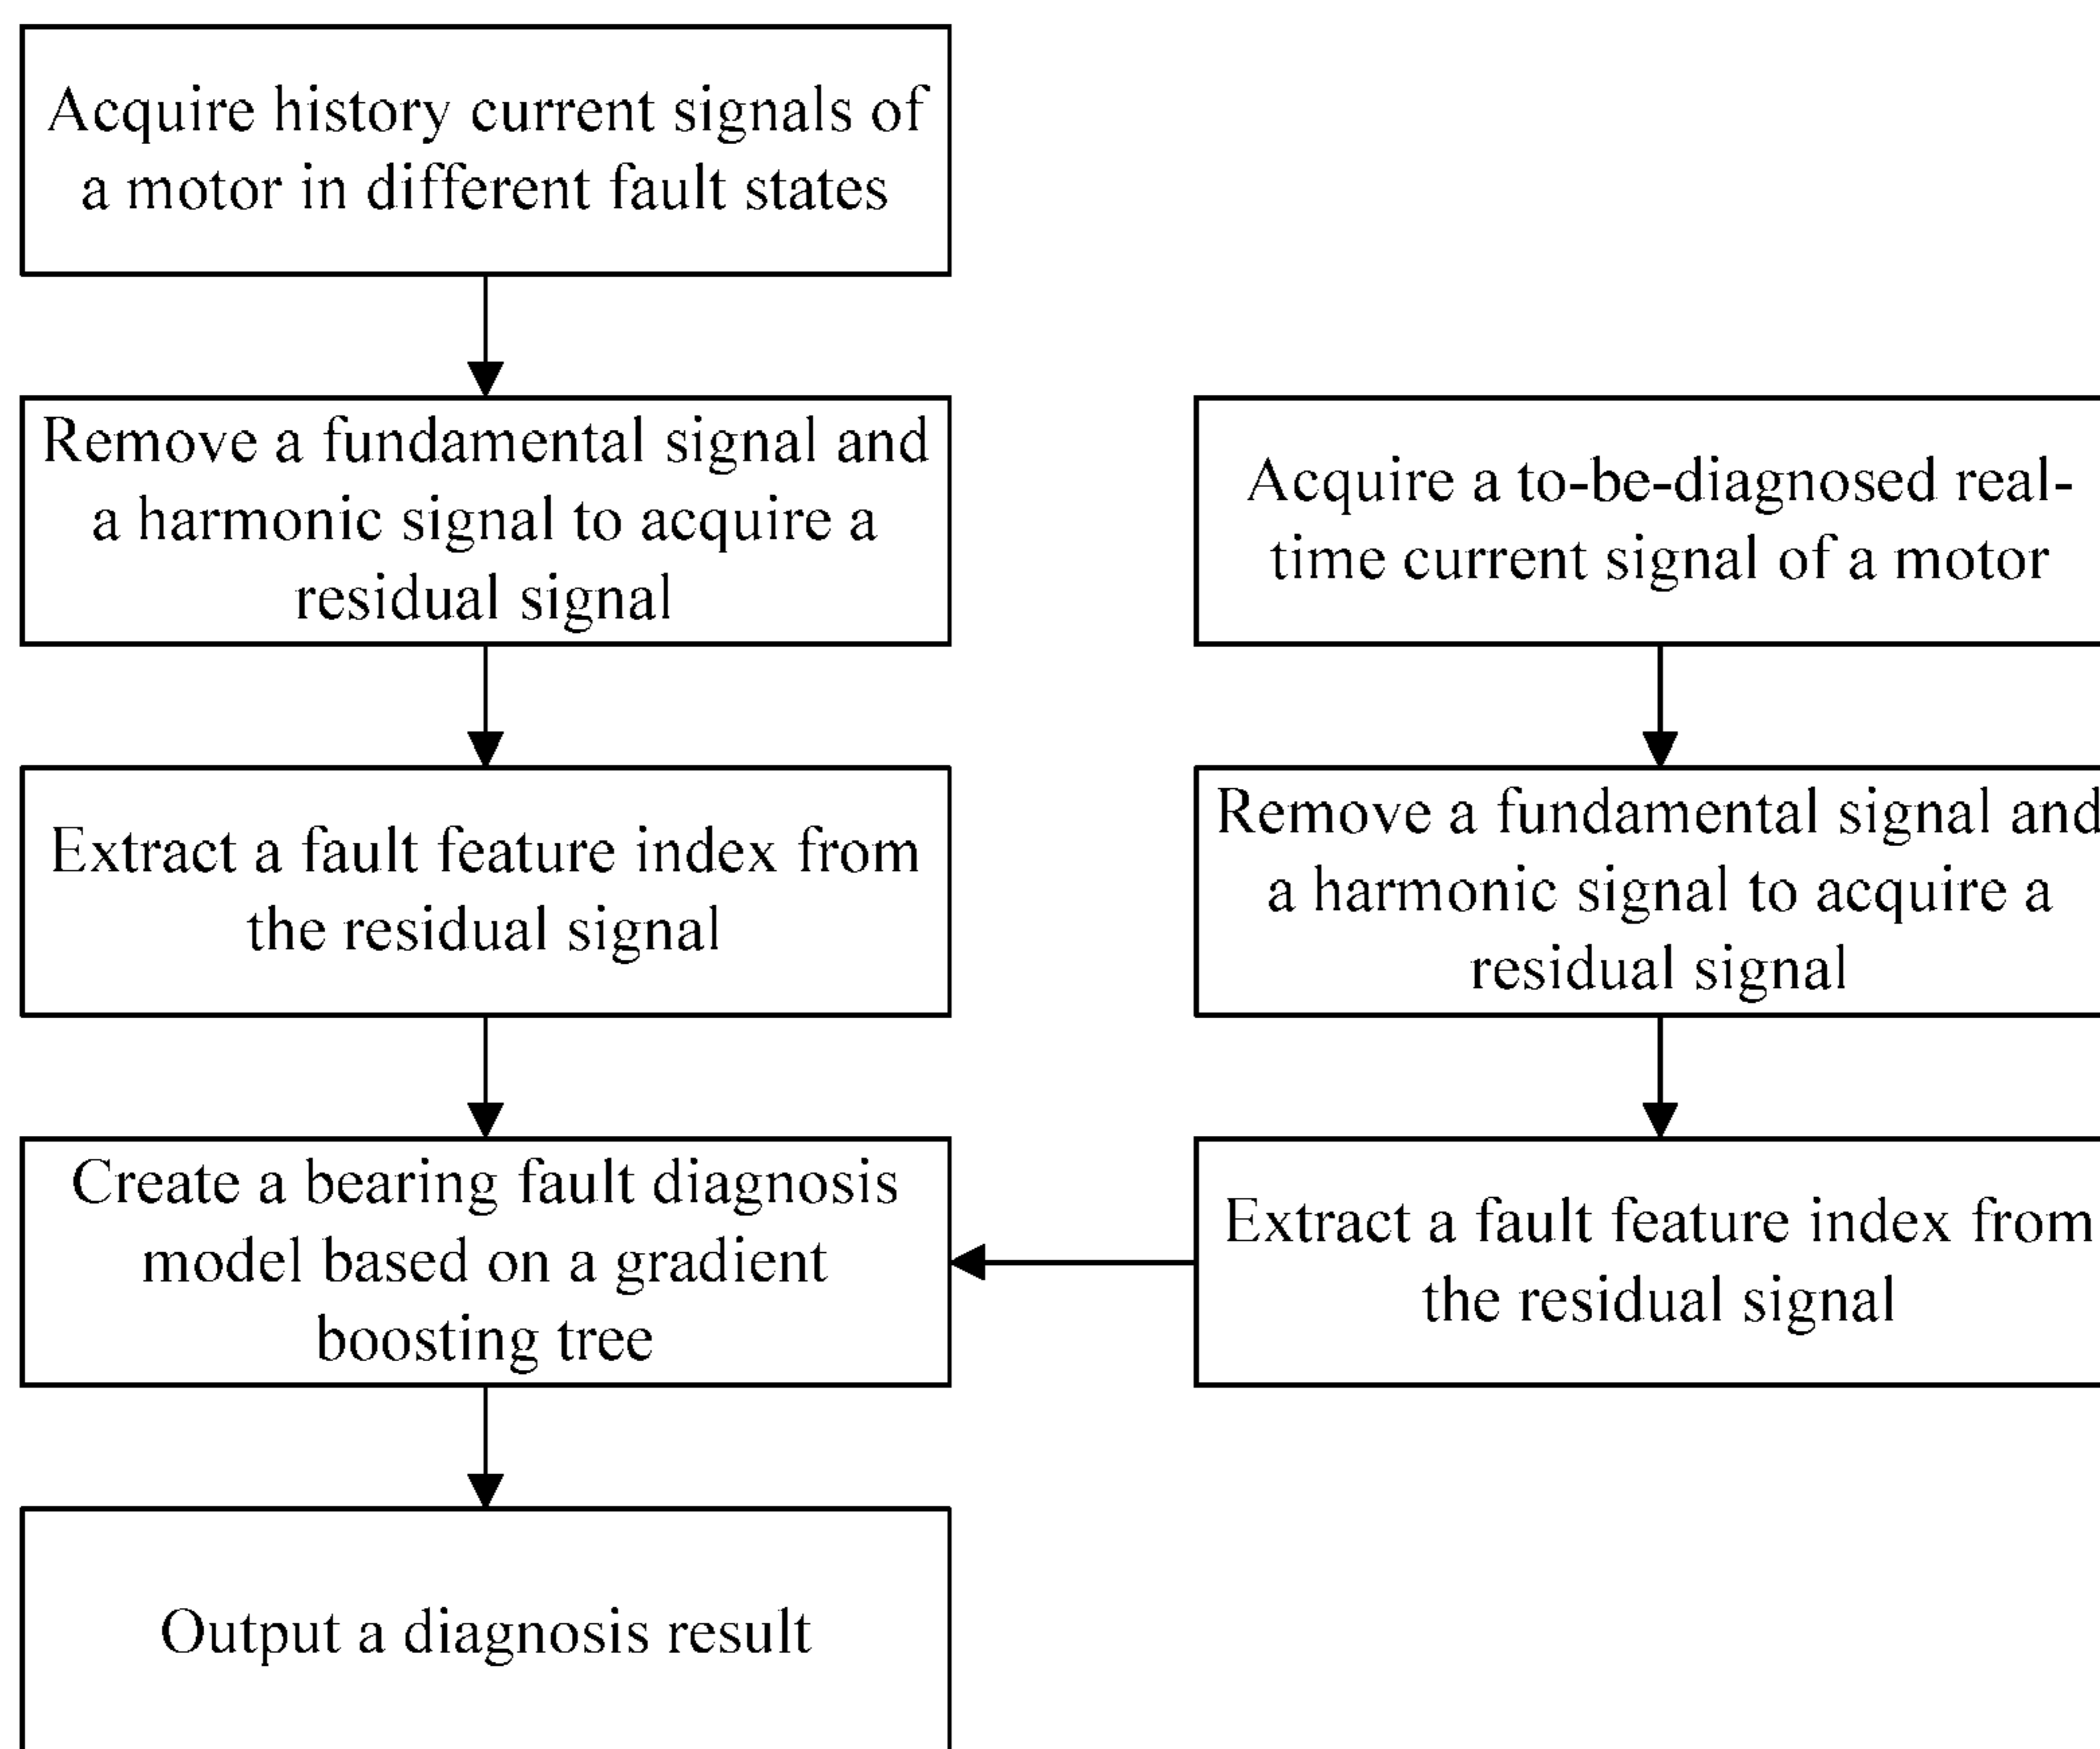 Acquire history current signals of
a motor in different fault states
Remove a fundamental signal and
a harmonic signal to acquire a
residual signal
Extract a fault feature index from
the residual signal
Create a bearing fault diagnosis
model based on a gradient
boosting tree
Output a diagnosis result
Acquire a to-be-diagnosed real-
time current signal of a motor
Remove a fundamental signal and
a harmonic signal to acquire a
residual signal
Extract a fault feature index from
the residual signal